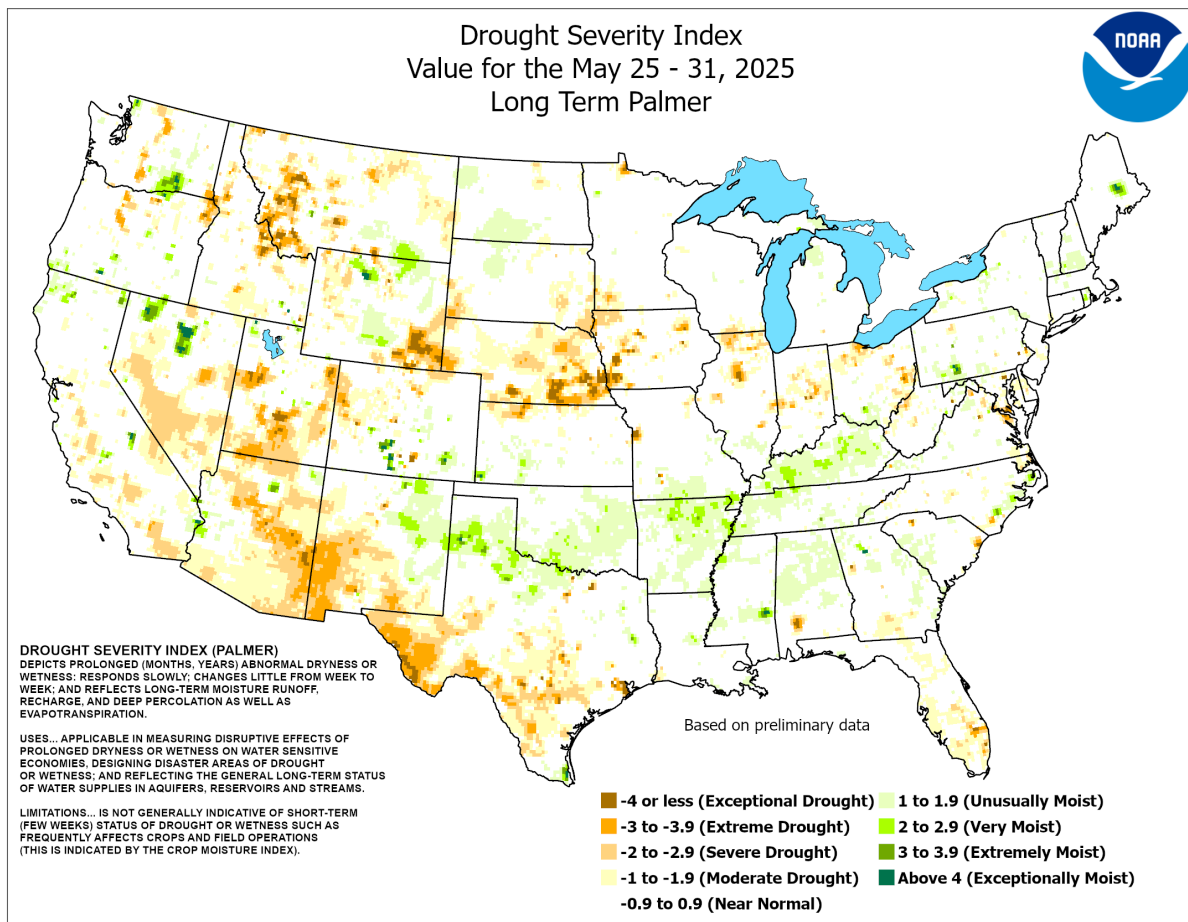 Drought Severity Index
Value for the May 25 - 31, 2025
Long Term Palmer
NOAA
DROUGHT SEVERITY INDEX (PALMER)
DEPICTS PROLONGED (MONTHS, YEARS) ABNORMAL DRYNESS OR
WETNESS: RESPONDS SLOWLY; CHANGES LITTLE FROM WEEK TO
WEEK; AND REFLECTS LONG-TERM MOISTURE RUNOFF,
RECHARGE, AND DEEP PERCOLATION AS WELL AS
EVAPOTRANSPIRATION.
USES... APPLICABLE IN MEASURING DISRUPTIVE EFFECTS OF
PROLONGED DRYNESS OR WETNESS ON WATER SENSITIVE
ECONOMIES, DESIGNING DISASTER AREAS OF DROUGHT
OR WETNESS; AND REFLECTING THE GENERAL LONG-TERM STATUS
OF WATER SUPPLIES IN AQUIFERS, RESERVOIRS AND STREAMS.
LIMITATIONS... IS NOT GENERALLY INDICATIVE OF SHORT-TERM
(FEW WEEKS) STATUS OF DROUGHT OR WETNESS SUCH AS
FREQUENTLY AFFECTS CROPS AND FIELD OPERATIONS
(THIS IS INDICATED BY THE CROP MOISTURE INDEX).
Based on preliminary data
-4 or less (Exceptional Drought)
-3 to -3.9 (Extreme Drought)
-2 to -2.9 (Severe Drought)
-1 to -1.9 (Moderate Drought)
-0.9 to 0.9 (Near Normal)
1 to 1.9 (Unusually Moist)
2 to 2.9 (Very Moist)
3 to 3.9 (Extremely Moist)
Above 4 (Exceptionally Moist)